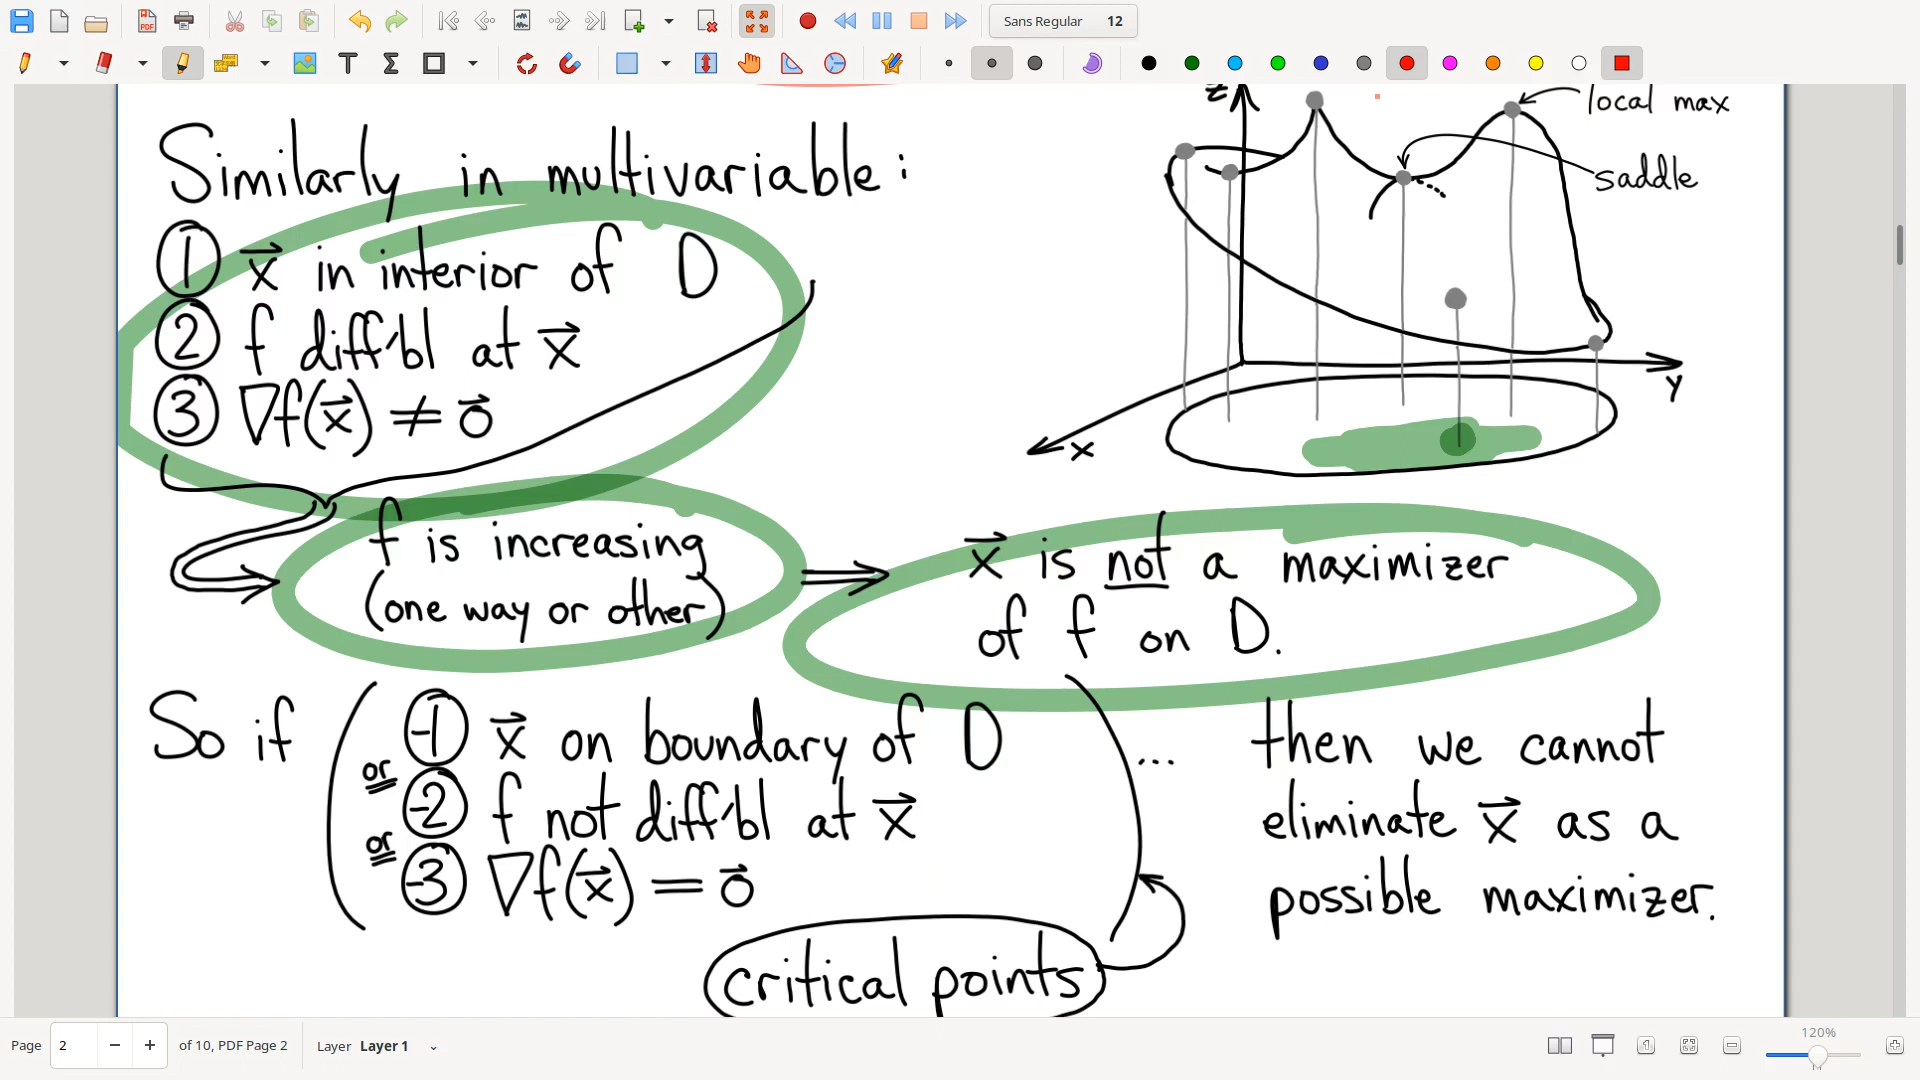 Sans Regular 12
z
local max
saddle
y
x
Similarly in multivariable:
① x⃗ in interior of D
② f diff'bl at x⃗
③ ∇f(x⃗) ≠ 0⃗
f is increasing
(one way or other)
⟹
x⃗ is not a maximizer
of f on D.
So if
(-1) x⃗ on boundary of D
or
(-2) f not diff'bl at x⃗
or
(-3) ∇f(x⃗) = 0⃗
...
then we cannot
eliminate x⃗ as a
possible maximizer.
critical points
Page 2 − + of 10, PDF Page 2 Layer Layer 1
120%